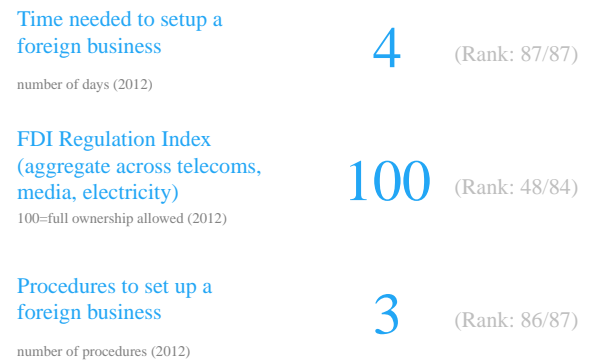 Time needed to setup a
foreign business
4
(Rank: 87/87)
number of days (2012)
FDI Regulation Index
(aggregate across telecoms,
media, electricity)
100
(Rank: 48/84)
100=full ownership allowed (2012)
Procedures to set up a
foreign business
3
(Rank: 86/87)
number of procedures (2012)